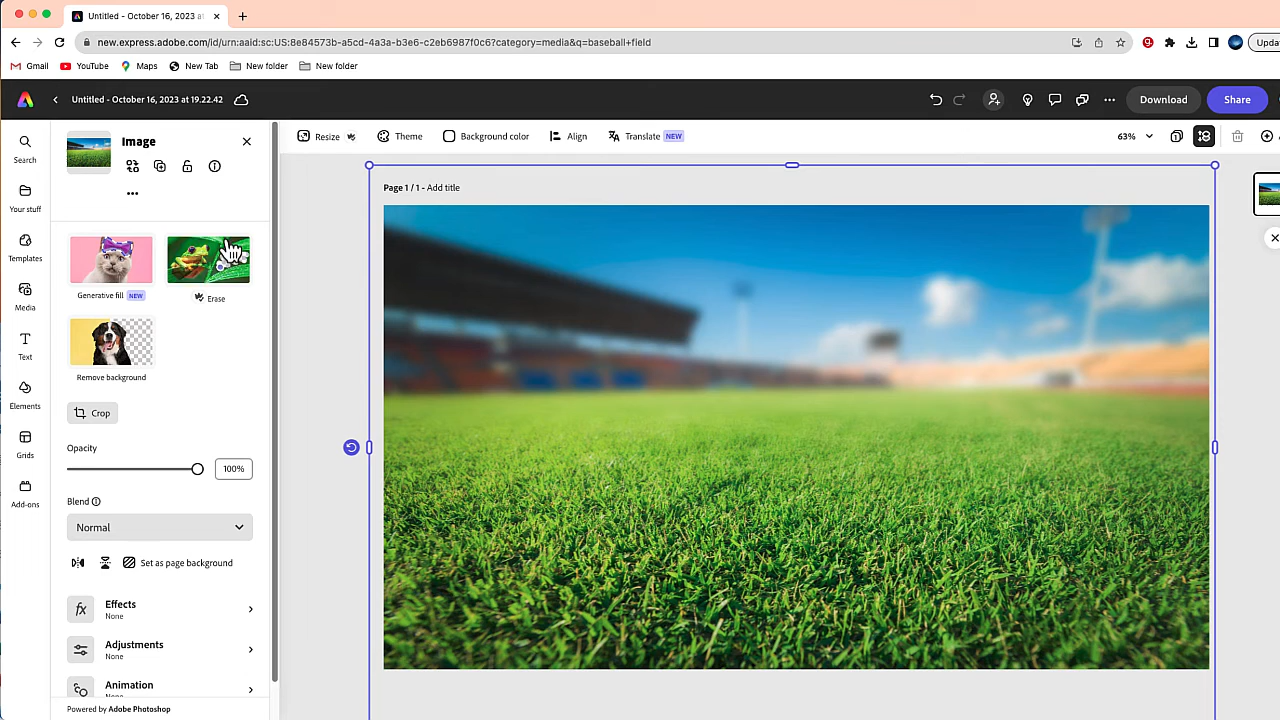 Untitled - October 16, 2023 at
new.express.adobe.com/id/urn:aaid:sc:US:8e84573b-a5cd-4a3a-b3e6-c2eb6987f0c6?category=media&q=baseball+field
Gmail YouTube Maps New Tab New folder New folder
Untitled - October 16, 2023 at 19.22.42 Download Share
Resize Theme Background color Align Translate NEW 63%
Search
Your stuff
Templates
Media
Text
Elements
Grids
Add-ons
Image
Generative fill NEW
Erase
Remove background
Crop
Opacity
100%
Blend
Normal
Set as page background
fx Effects
None
Adjustments
None
Animation
None
Powered by Adobe Photoshop
Page 1 / 1 - Add title